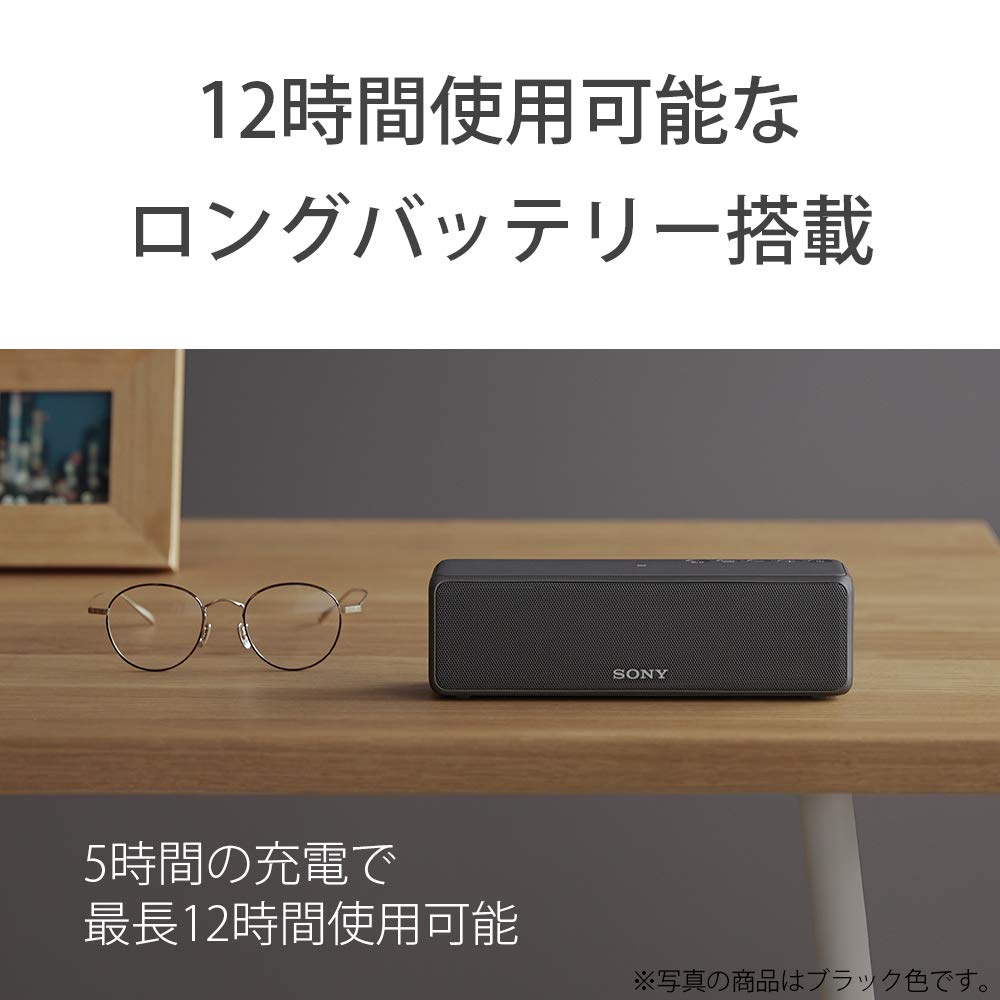 12時間使用可能な
ロングバッテリー搭載
SONY
5時間の充電で
最長12時間使用可能
※写真の商品はブラック色です。